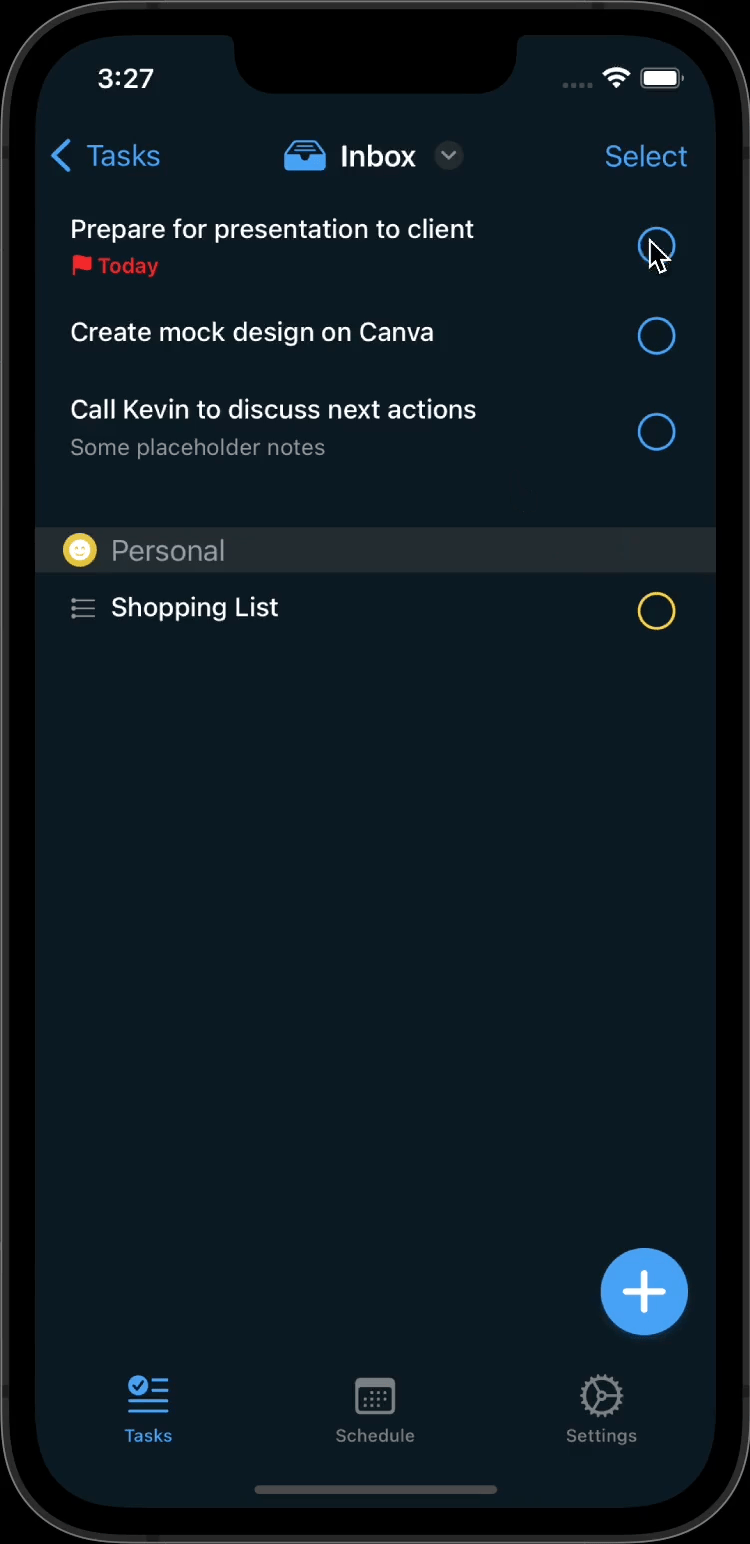 3:27
Tasks
Inbox
Select
Prepare for presentation to client
Today
Create mock design on Canva
Call Kevin to discuss next actions
Some placeholder notes
Personal
Shopping List
Tasks
Schedule
Settings